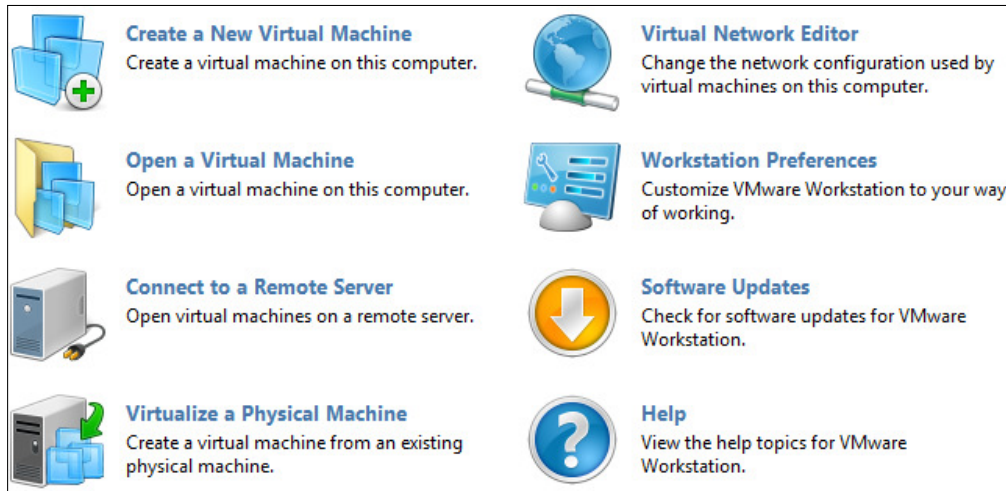 Create a New Virtual Machine
Create a virtual machine on this computer.
Open a Virtual Machine
Open a virtual machine on this computer.
Connect to a Remote Server
Open virtual machines on a remote server.
Virtualize a Physical Machine
Create a virtual machine from an existing
physical machine.
Virtual Network Editor
Change the network configuration used by
virtual machines on this computer.
Workstation Preferences
Customize VMware Workstation to your way
of working.
Software Updates
Check for software updates for VMware
Workstation.
Help
View the help topics for VMware
Workstation.